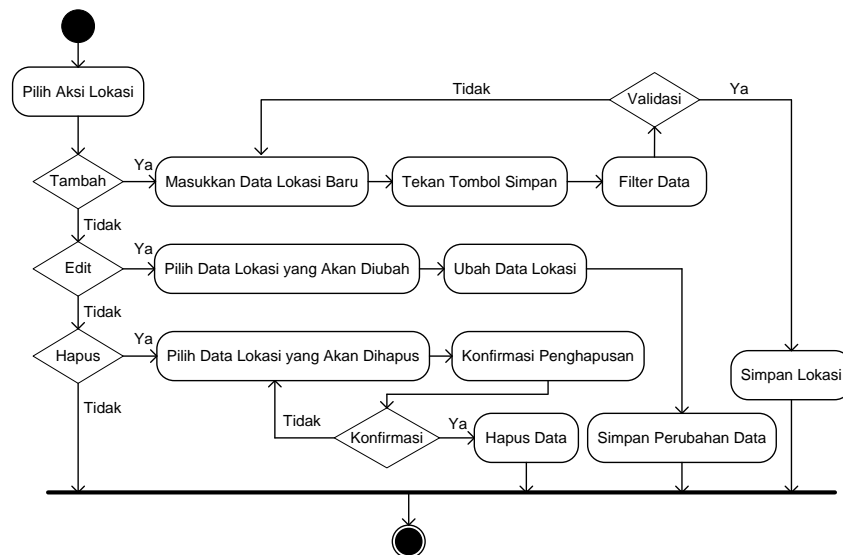 Pilih Aksi Lokasi
Tidak
Validasi
Ya
Tambah
Ya
Masukkan Data Lokasi Baru
Tekan Tombol Simpan
Filter Data
Tidak
Edit
Ya
Pilih Data Lokasi yang Akan Diubah
Ubah Data Lokasi
Tidak
Hapus
Ya
Pilih Data Lokasi yang Akan Dihapus
Konfirmasi Penghapusan
Simpan Lokasi
Tidak
Tidak
Konfirmasi
Ya
Hapus Data
Simpan Perubahan Data